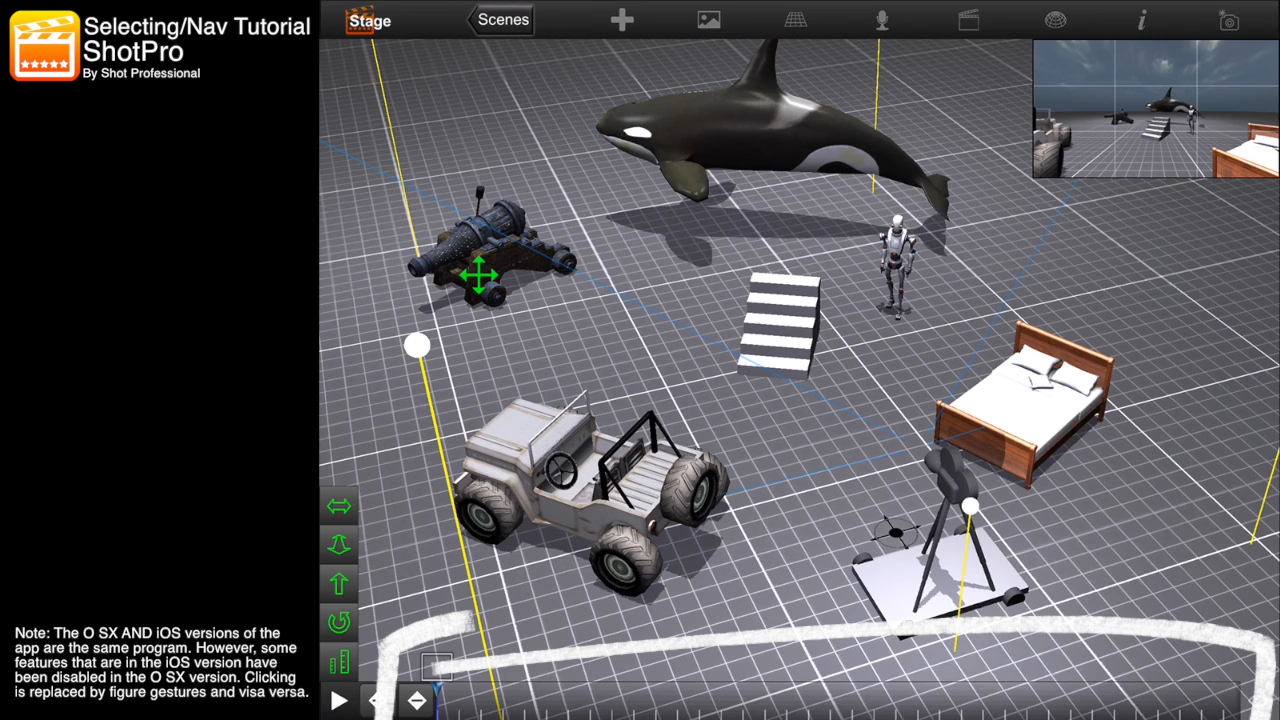 Selecting/Nav Tutorial
ShotPro
By Shot Professional
Stage
Scenes
Note: The O SX AND iOS versions of the
app are the same program. However, some
features that are in the iOS version have
been disabled in the O SX version. Clicking
is replaced by figure gestures and visa versa.